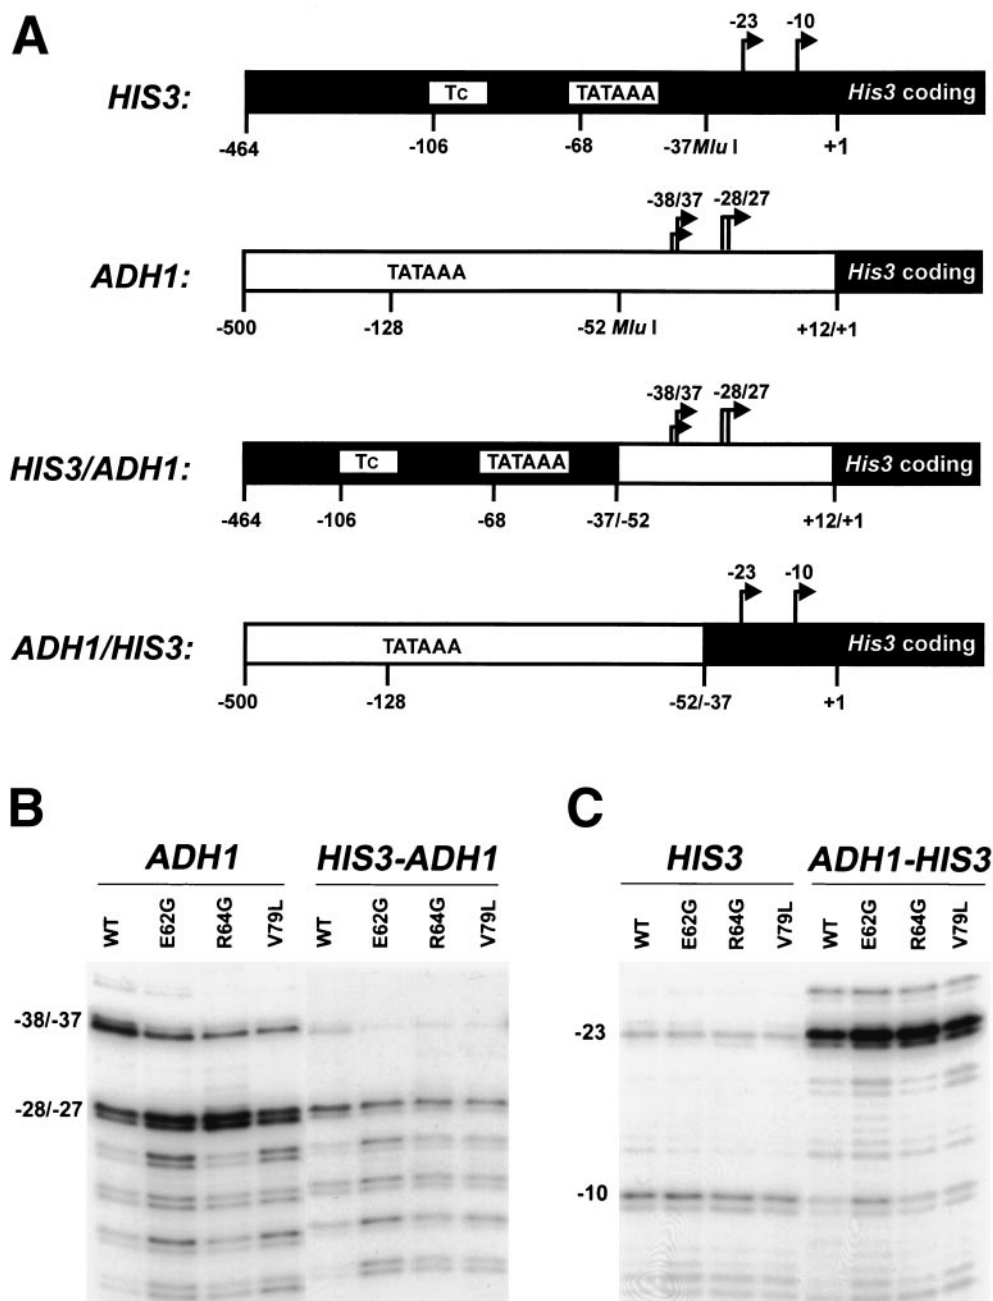 A
-23 -10
HIS3: Tc TATAAA His3 coding
-464 -106 -68 -37 Mlu I +1
-38/37 -28/27
ADH1: TATAAA His3 coding
-500 -128 -52 Mlu I +12/+1
-38/37 -28/27
HIS3/ADH1: Tc TATAAA His3 coding
-464 -106 -68 -37/-52 +12/+1
-23 -10
ADH1/HIS3: TATAAA His3 coding
-500 -128 -52/-37 +1
B
ADH1 HIS3-ADH1
WT E62G R64G V79L WT E62G R64G V79L
-38/-37
-28/-27
C
HIS3 ADH1-HIS3
WT E62G R64G V79L WT E62G R64G V79L
-23
-10